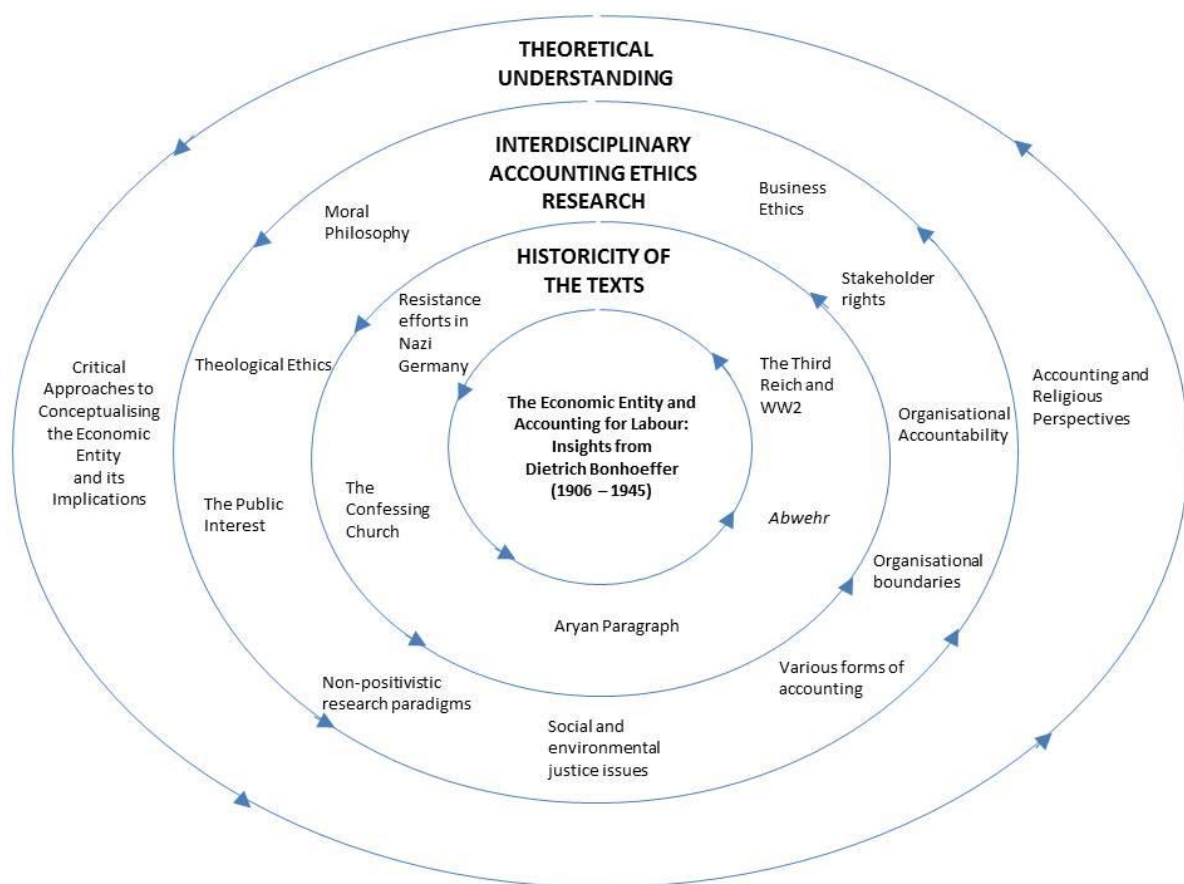 THEORETICAL
UNDERSTANDING
INTERDISCIPLINARY
ACCOUNTING ETHICS
RESEARCH
Moral
Philosophy
Business
Ethics
HISTORICITY OF
THE TEXTS
Stakeholder
rights
Resistance
efforts in
Nazi
Germany
Theological Ethics
The Third
Reich and
WW2
Critical
Approaches to
Conceptualising
the Economic
Entity
and its
Implications
Accounting and
Religious
Perspectives
Organisational
Accountability
The Economic Entity and
Accounting for Labour:
Insights from
Dietrich Bonhoeffer
(1906 – 1945)
The Public
Interest
The
Confessing
Church
Abwehr
Organisational
boundaries
Aryan Paragraph
Non-positivistic
research paradigms
Various forms of
accounting
Social and
environmental
justice issues